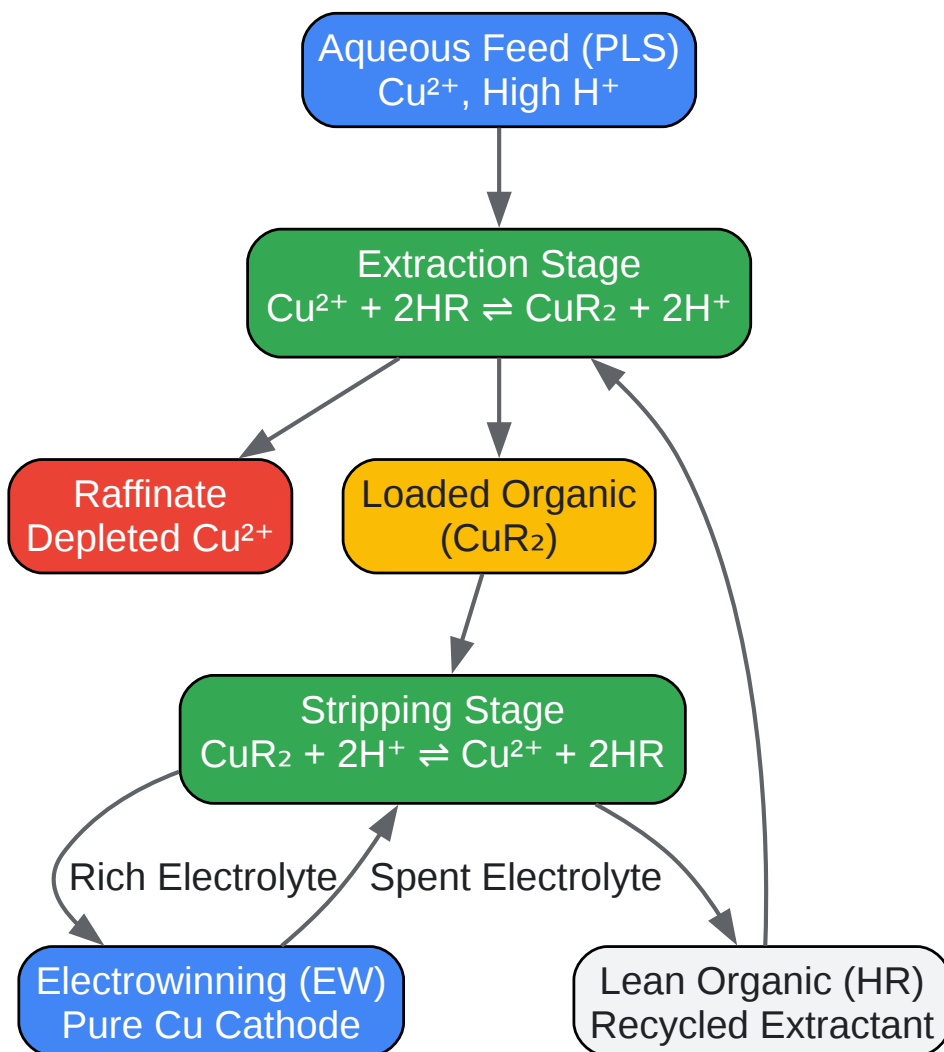 Aqueous Feed (PLS)
Cu²⁺, High H⁺
Extraction Stage
Cu²⁺ + 2HR ⇌ CuR₂ + 2H⁺
Raffinate
Depleted Cu²⁺
Loaded Organic
(CuR₂)
Stripping Stage
CuR₂ + 2H⁺ ⇌ Cu²⁺ + 2HR
Rich Electrolyte
Spent Electrolyte
Electrowinning (EW)
Pure Cu Cathode
Lean Organic (HR)
Recycled Extractant